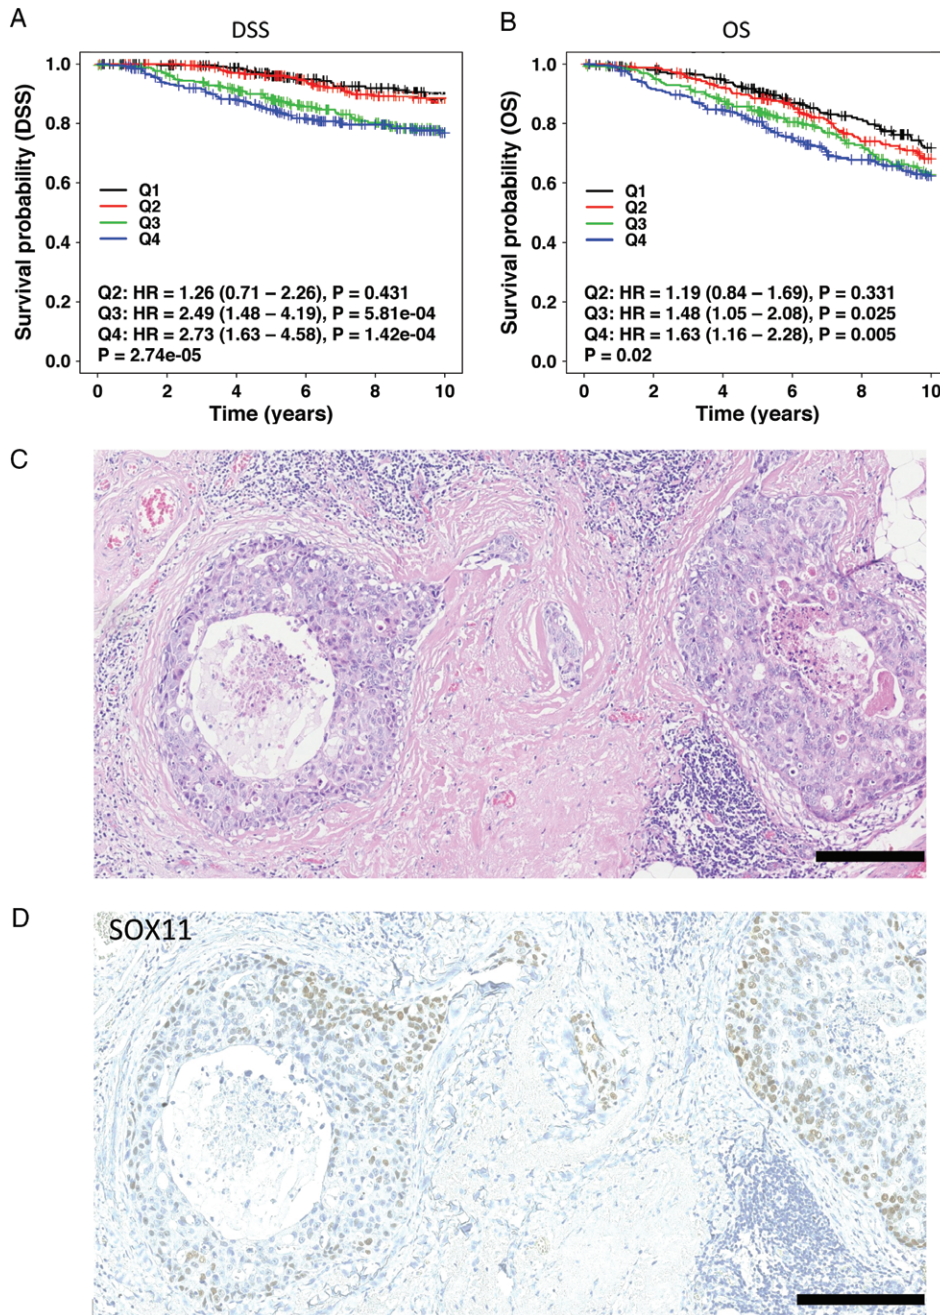 A
DSS
Survival probability (DSS)
1.0
0.8
0.6
0.4
0.2
0.0
Q1
Q2
Q3
Q4
Q2: HR = 1.26 (0.71 – 2.26), P = 0.431
Q3: HR = 2.49 (1.48 – 4.19), P = 5.81e-04
Q4: HR = 2.73 (1.63 – 4.58), P = 1.42e-04
P = 2.74e-05
0 2 4 6 8 10
Time (years)
B
OS
Survival probability (OS)
1.0
0.8
0.6
0.4
0.2
0.0
Q1
Q2
Q3
Q4
Q2: HR = 1.19 (0.84 – 1.69), P = 0.331
Q3: HR = 1.48 (1.05 – 2.08), P = 0.025
Q4: HR = 1.63 (1.16 – 2.28), P = 0.005
P = 0.02
0 2 4 6 8 10
Time (years)
C
D
SOX11